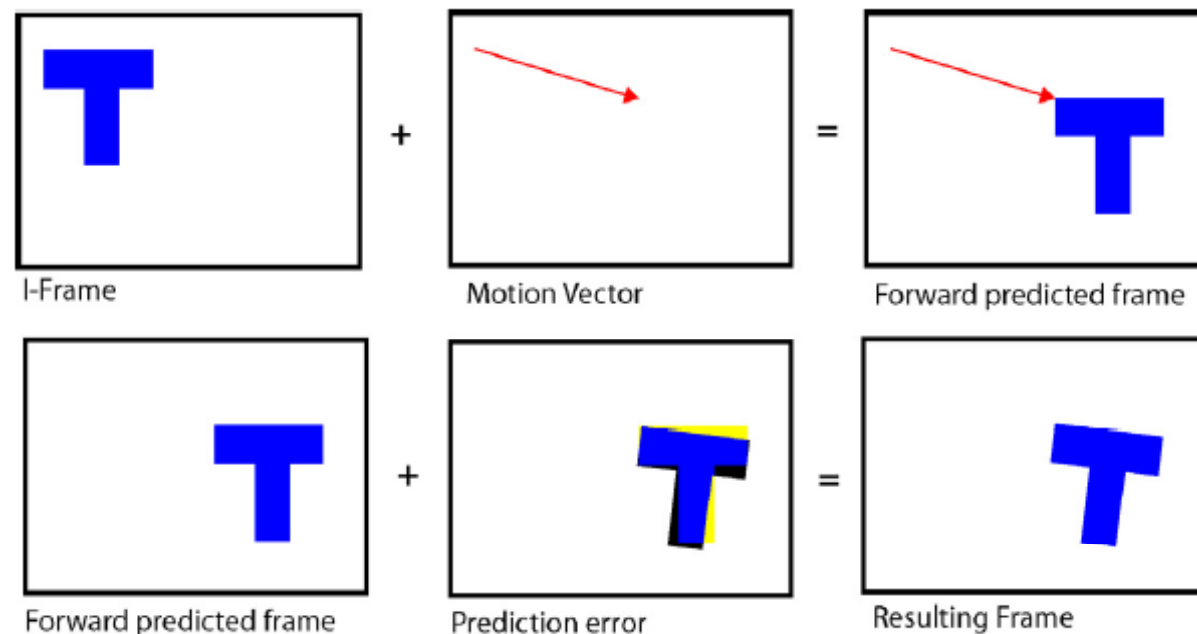 I-Frame
+
Motion Vector
=
Forward predicted frame
Forward predicted frame
+
Prediction error
=
Resulting Frame